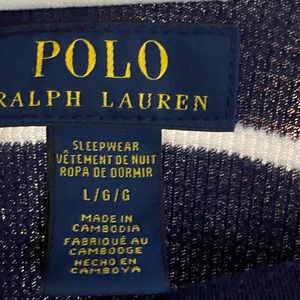 POLO
RALPH LAUREN
SLEEPWEAR
VÊTEMENT DE NUIT
ROPA DE DORMIR
L/G/G
MADE IN
CAMBODIA
FABRIQUÉ AU
CAMBODGE
HECHO EN
CAMBOYA